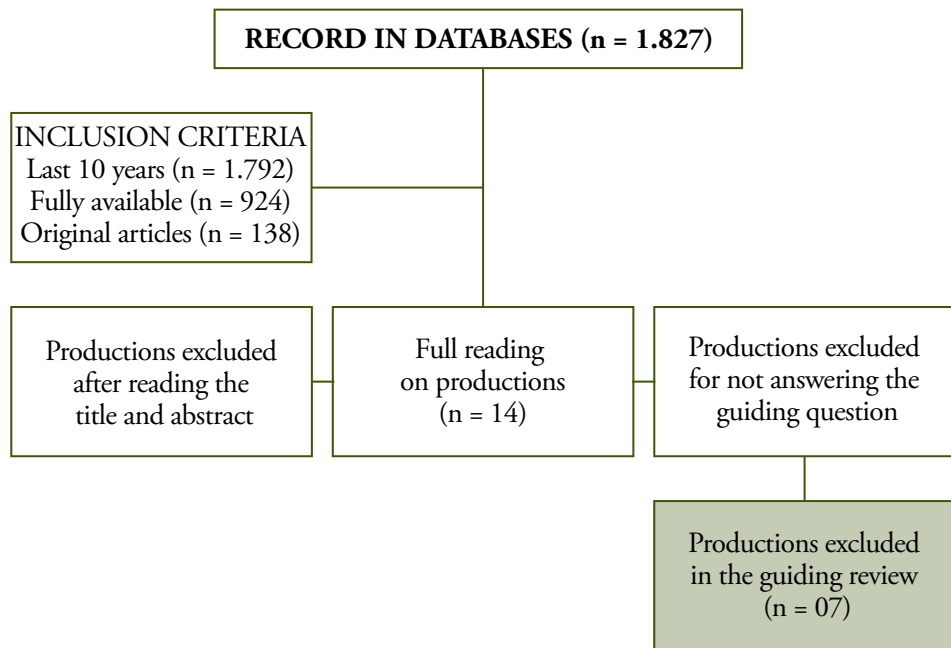 RECORD IN DATABASES (n = 1.827)
INCLUSION CRITERIA
Last 10 years (n = 1.792)
Fully available (n = 924)
Original articles (n = 138)
Productions excluded
after reading the
title and abstract
Full reading
on productions
(n = 14)
Productions excluded
for not answering the
guiding question
Productions excluded
in the guiding review
(n = 07)